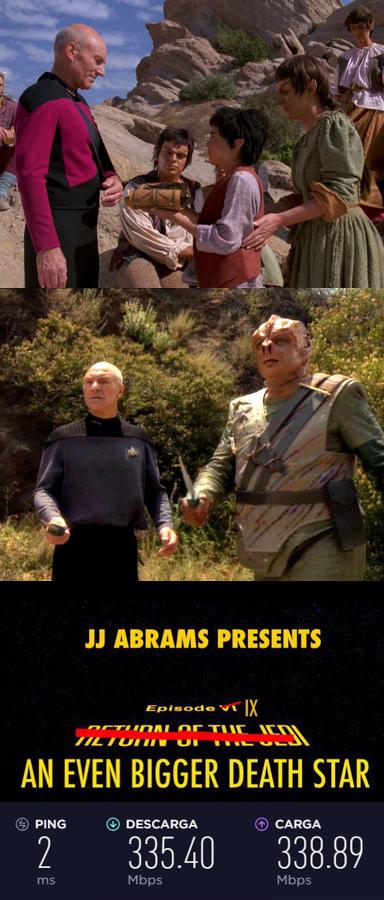 JJ ABRAMS PRESENTS
Episode VI IX
RETURN OF THE JEDI
AN EVEN BIGGER DEATH STAR
PING
2
ms
DESCARGA
335.40
Mbps
CARGA
338.89
Mbps